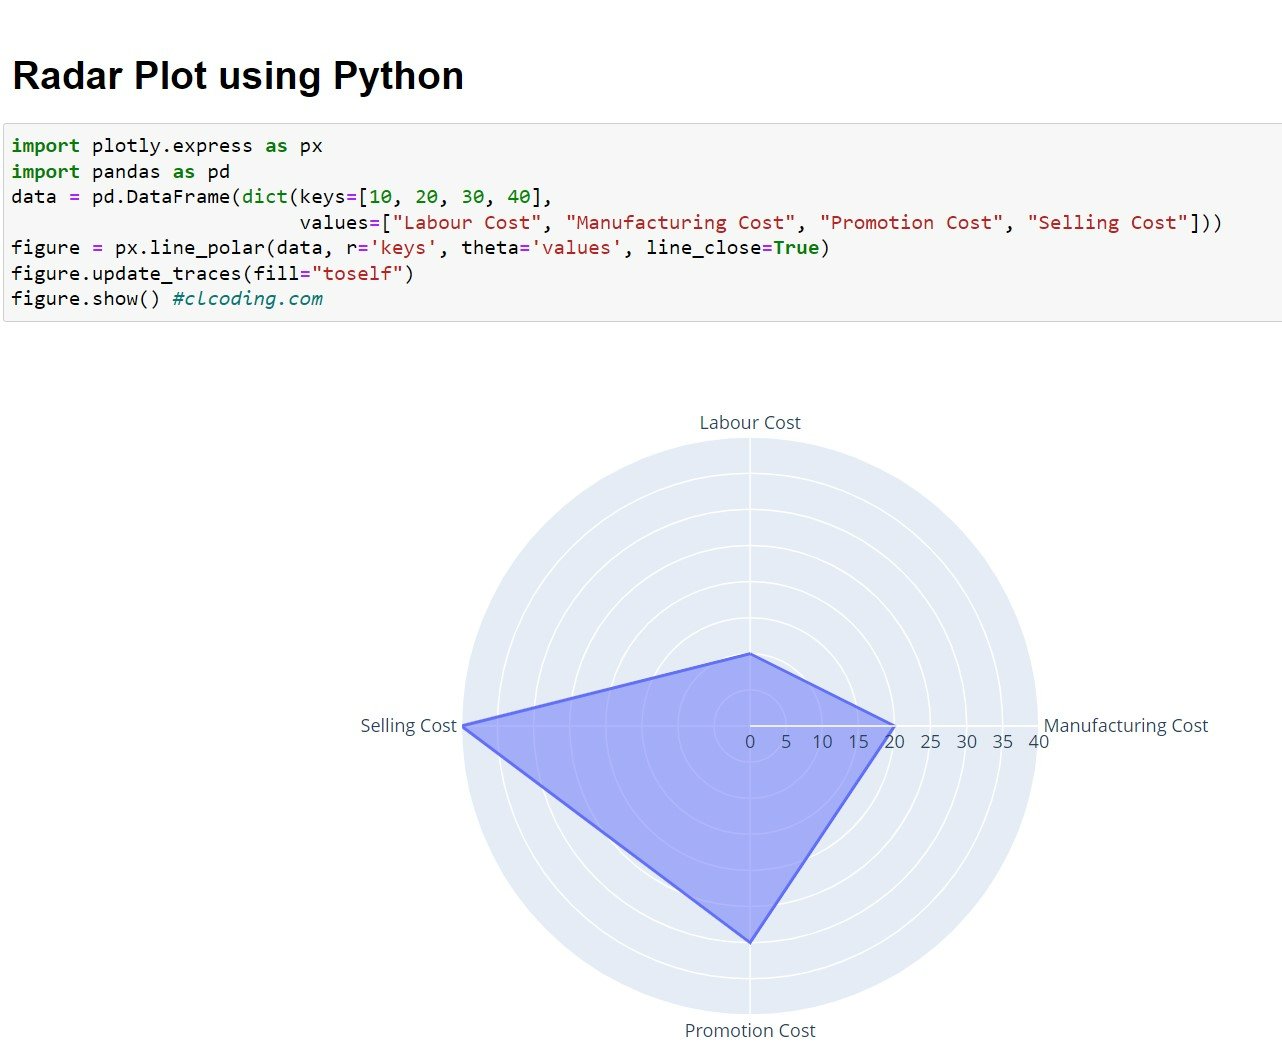 Radar Plot using Python
import plotly.express as px
import pandas as pd
data = pd.DataFrame(dict(keys=[10, 20, 30, 40],
                         values=["Labour Cost", "Manufacturing Cost", "Promotion Cost", "Selling Cost"]))
figure = px.line_polar(data, r='keys', theta='values', line_close=True)
figure.update_traces(fill="toself")
figure.show() #clcoding.com
Labour Cost
Selling Cost
Manufacturing Cost
0 5 10 15 20 25 30 35 40
Promotion Cost